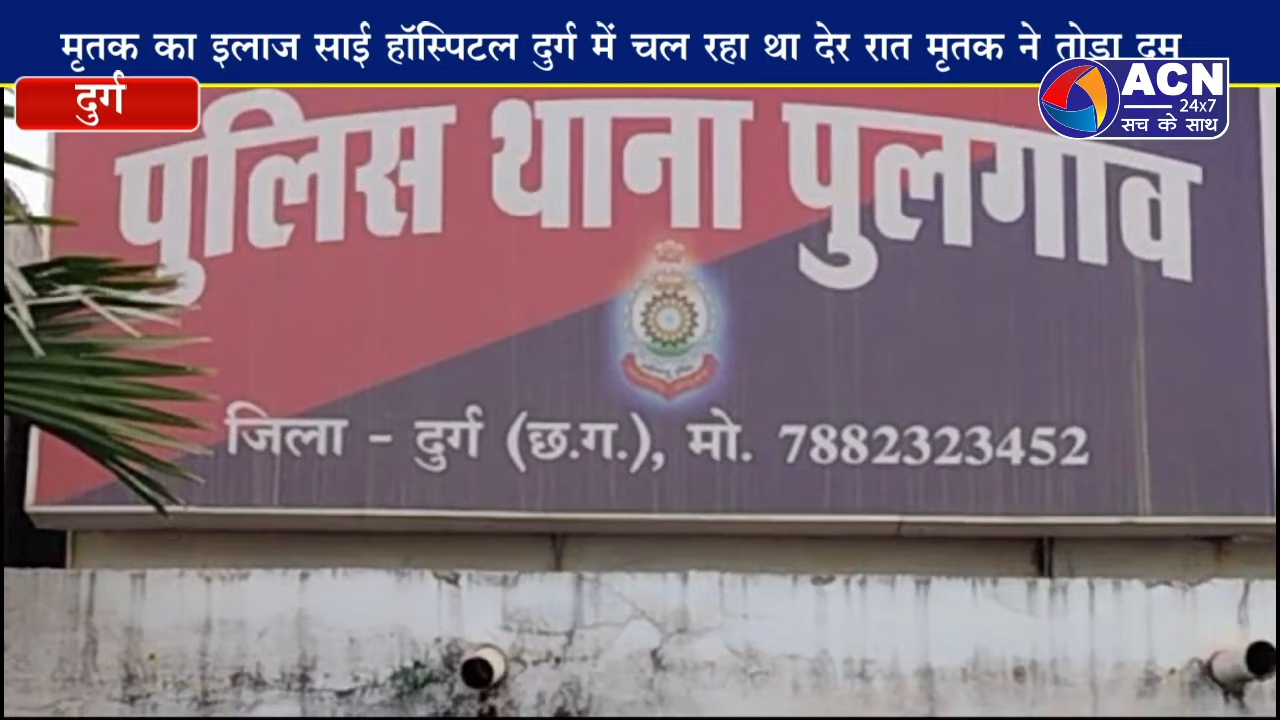 मृतक का इलाज साई हॉस्पिटल दुर्ग में चल रहा था देर रात मृतक ने तोड़ा दम
दुर्ग
ACN
24x7
सच के साथ
पुलिस थाना पुलगाव
जिला - दुर्ग (छ.ग.), मो. 7882323452